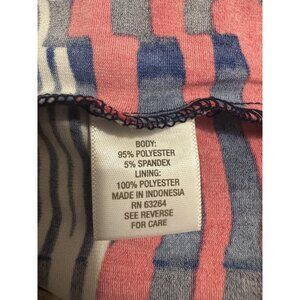 BODY:
95% POLYESTER
5% SPANDEX
LINING:
100% POLYESTER
MADE IN INDONESIA
RN 63264
SEE REVERSE
FOR CARE